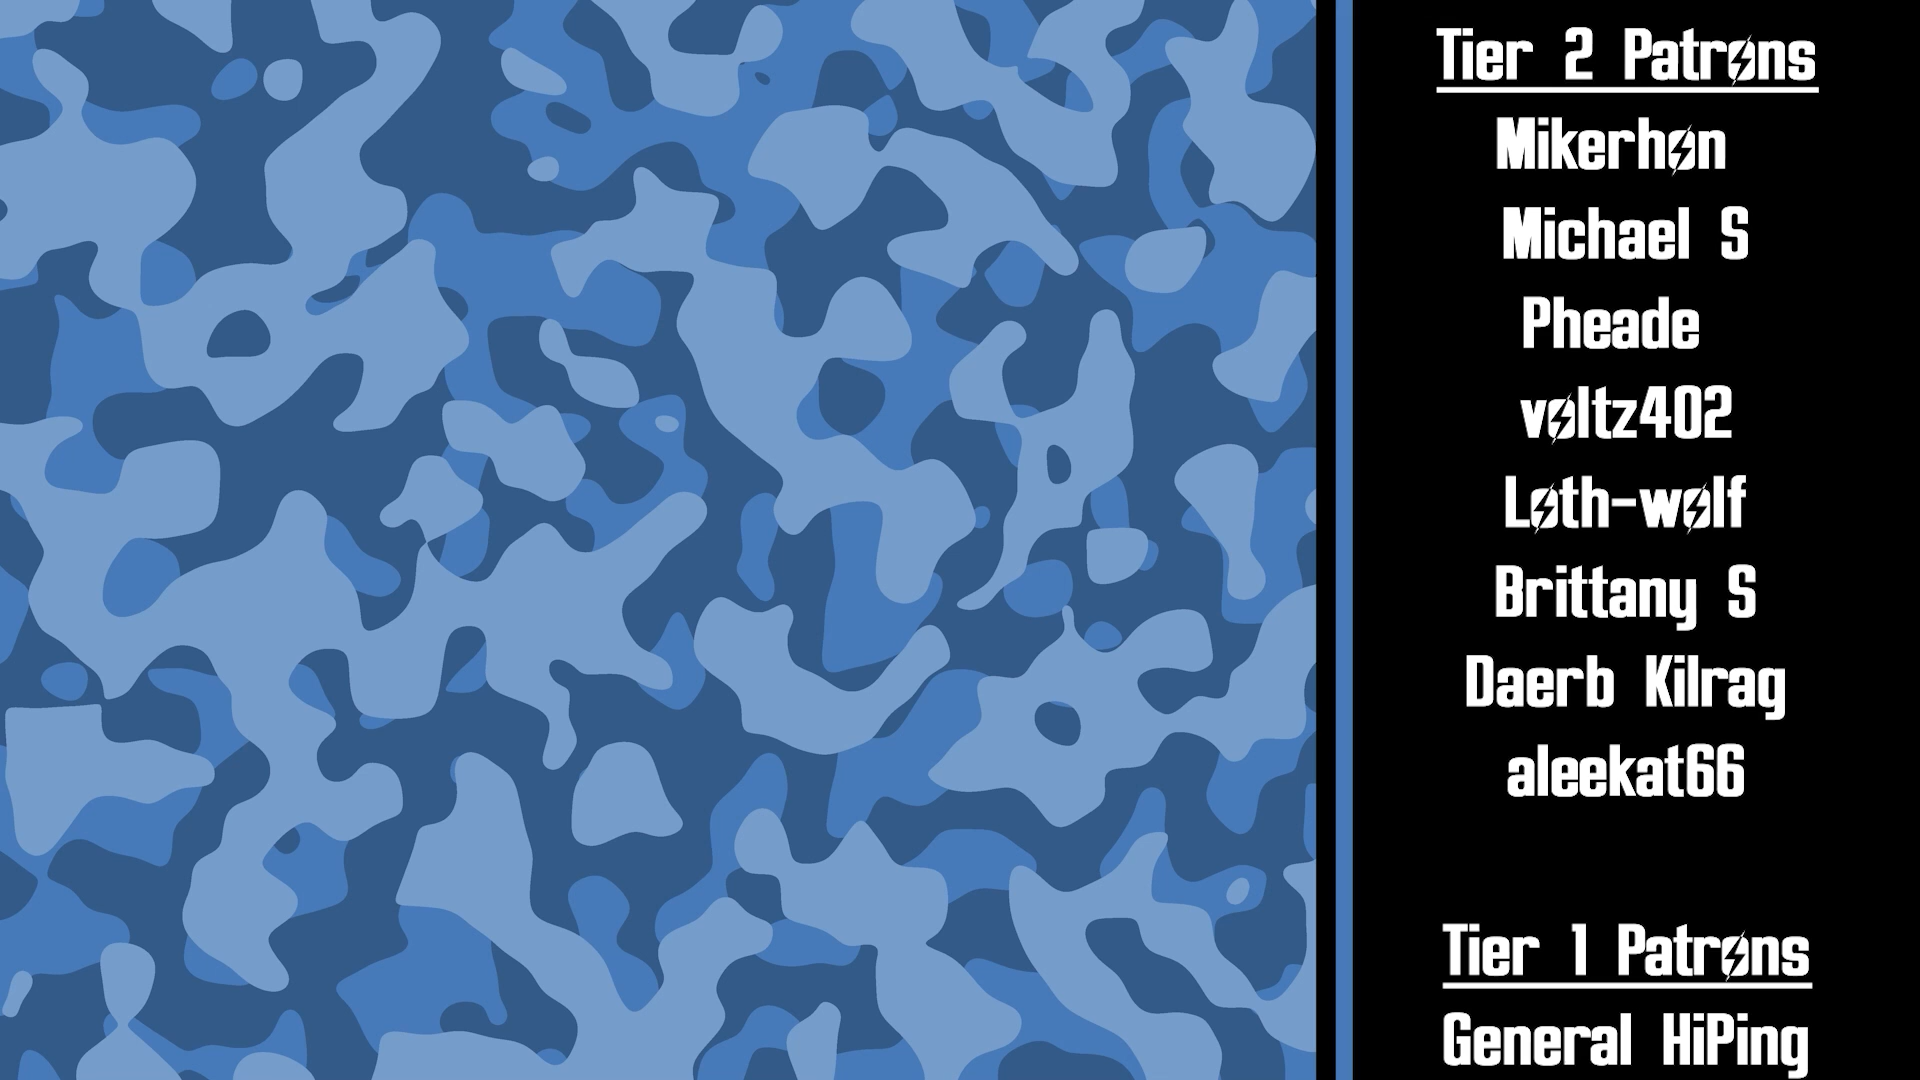 Tier 2 Patrons
Mikerhon
Michael S
Pheade
voltz402
Loth-wolf
Brittany S
Daerb Kilrag
aleekat66
Tier 1 Patrons
General HiPing